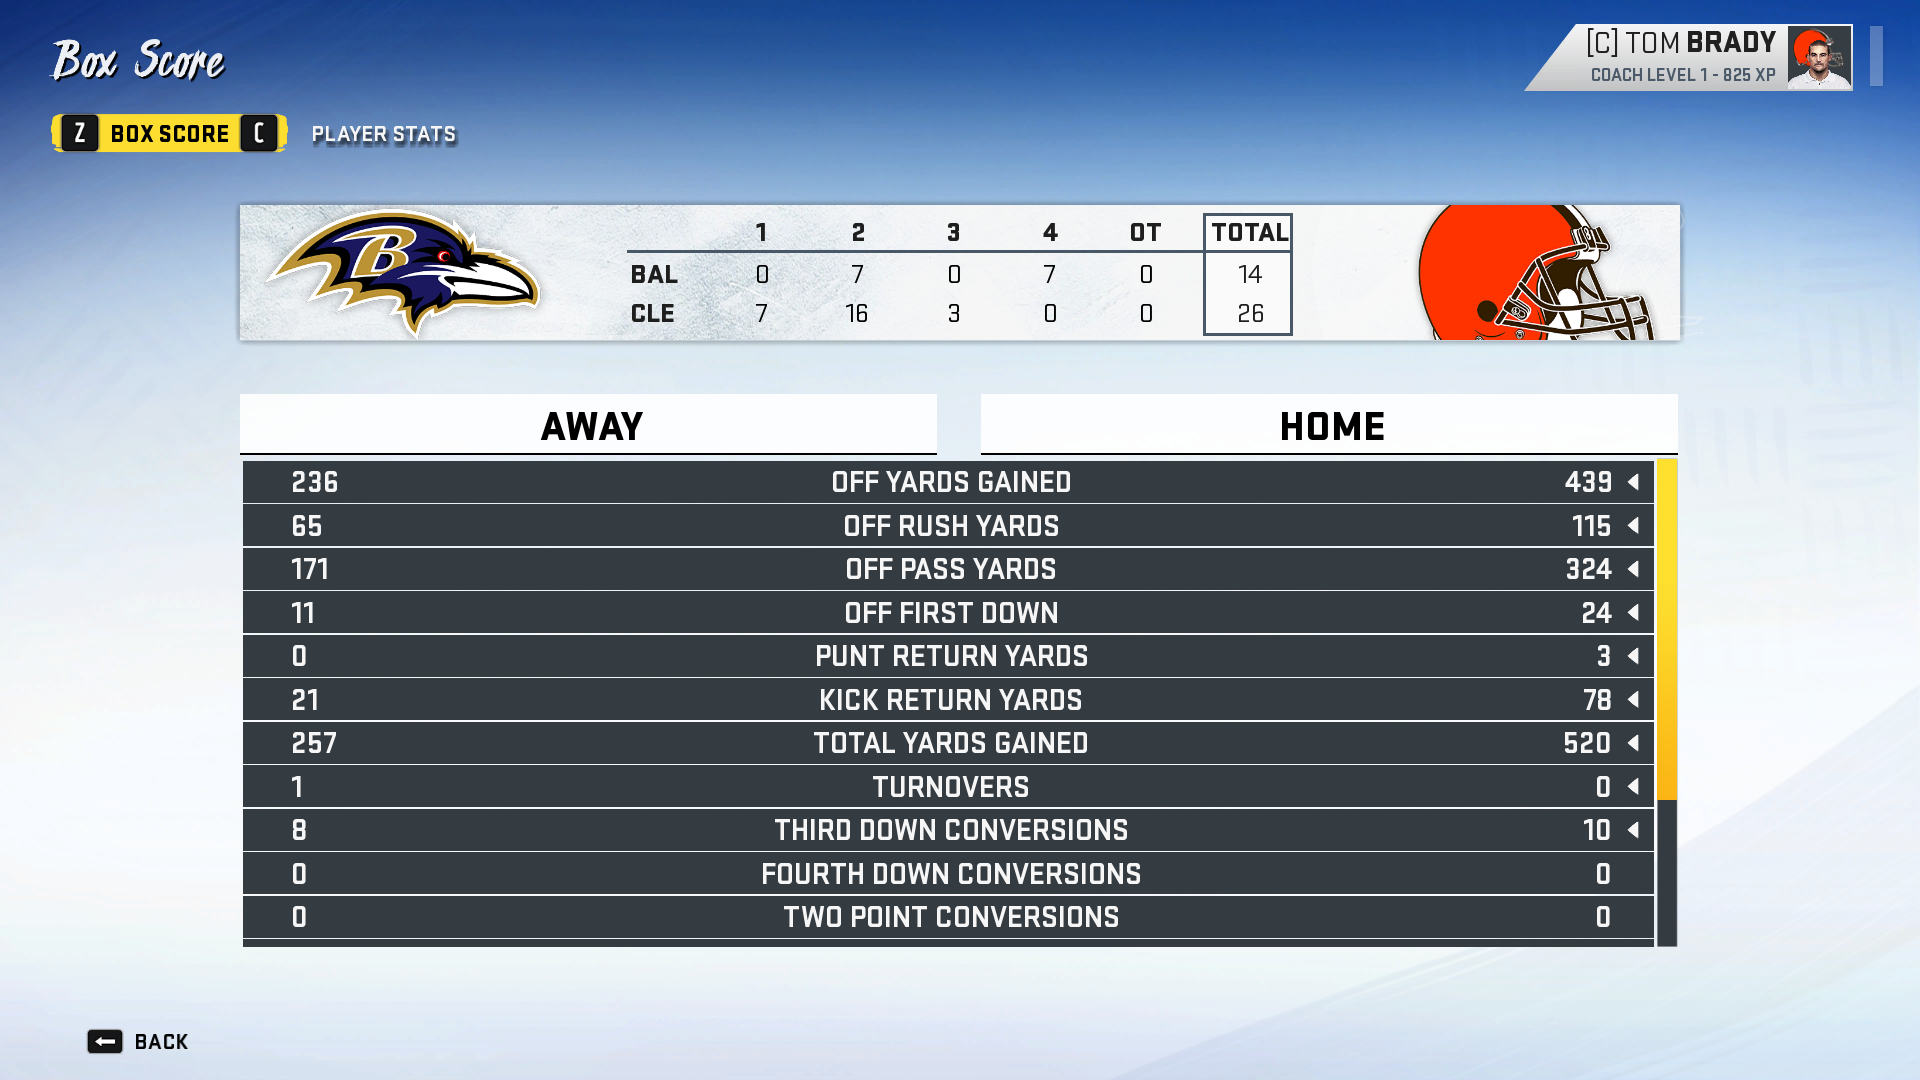 Box Score
[C] TOM BRADY
COACH LEVEL 1 - 825 XP
Z BOX SCORE C PLAYER STATS
B
1 2 3 4 OT TOTAL
BAL 0 7 0 7 0 14
CLE 7 16 3 0 0 26
AWAY HOME
236 OFF YARDS GAINED 439
65 OFF RUSH YARDS 115
171 OFF PASS YARDS 324
11 OFF FIRST DOWN 24
0 PUNT RETURN YARDS 3
21 KICK RETURN YARDS 78
257 TOTAL YARDS GAINED 520
1 TURNOVERS 0
8 THIRD DOWN CONVERSIONS 10
0 FOURTH DOWN CONVERSIONS 0
0 TWO POINT CONVERSIONS 0
BACK